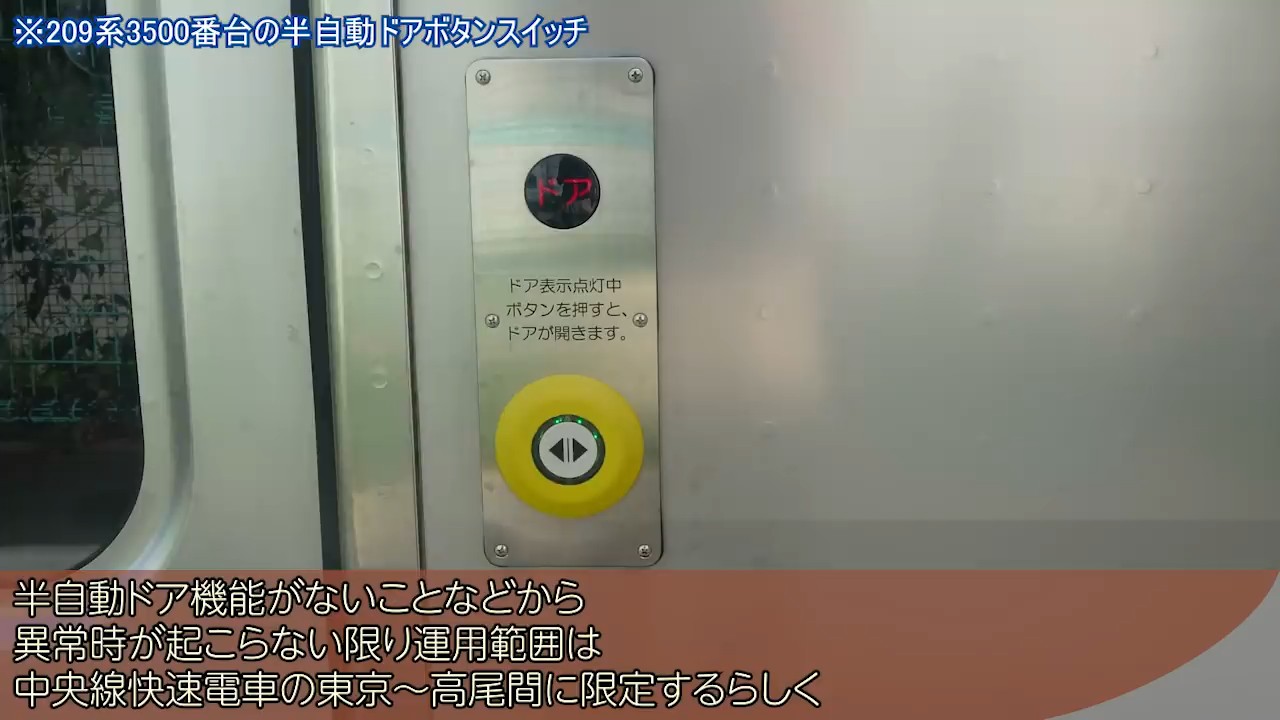 ※209系3500番台の半自動ドアボタンスイッチ
ドア
ドア表示点灯中
ボタンを押すと、
ドアが開きます。
半自動ドア機能がないことなどから
異常時が起こらない限り運用範囲は
中央線快速電車の東京～高尾間に限定するらしく